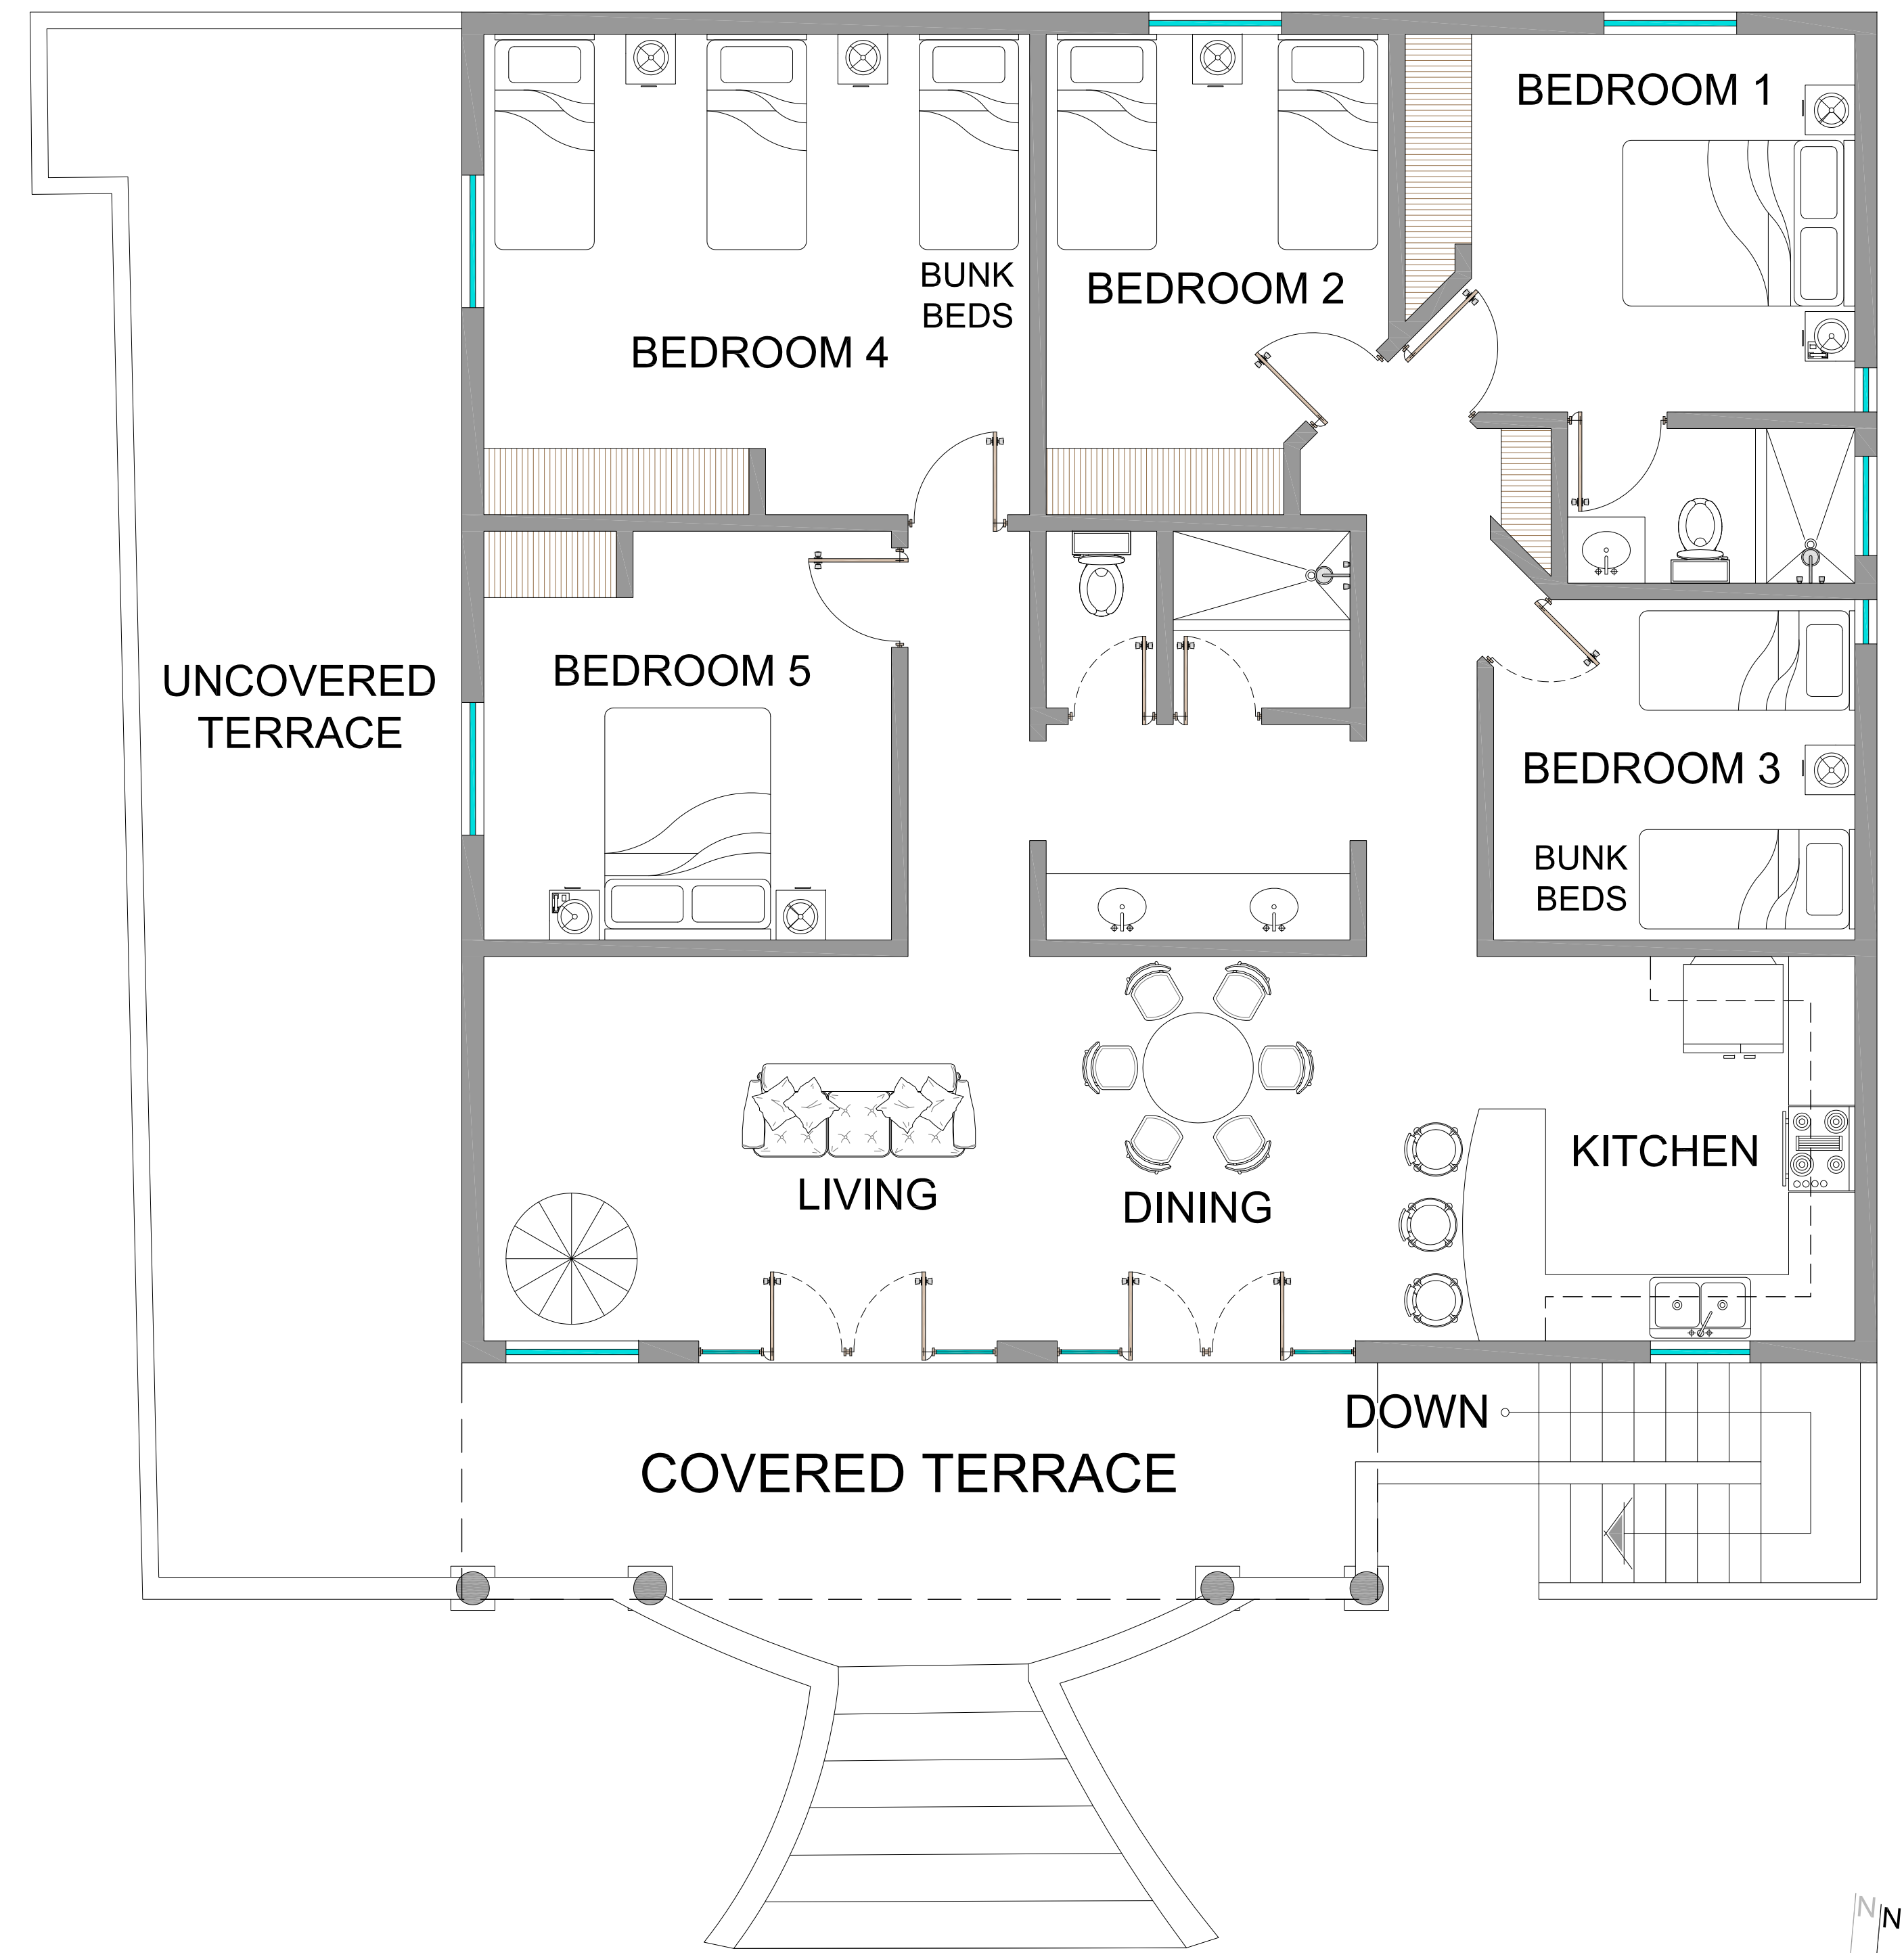 BEDROOM 1
BUNK
BEDS
BEDROOM 2
BEDROOM 4
UNCOVERED
TERRACE
BEDROOM 5
BEDROOM 3
BUNK
BEDS
KITCHEN
LIVING
DINING
DOWN
COVERED TERRACE
N
N